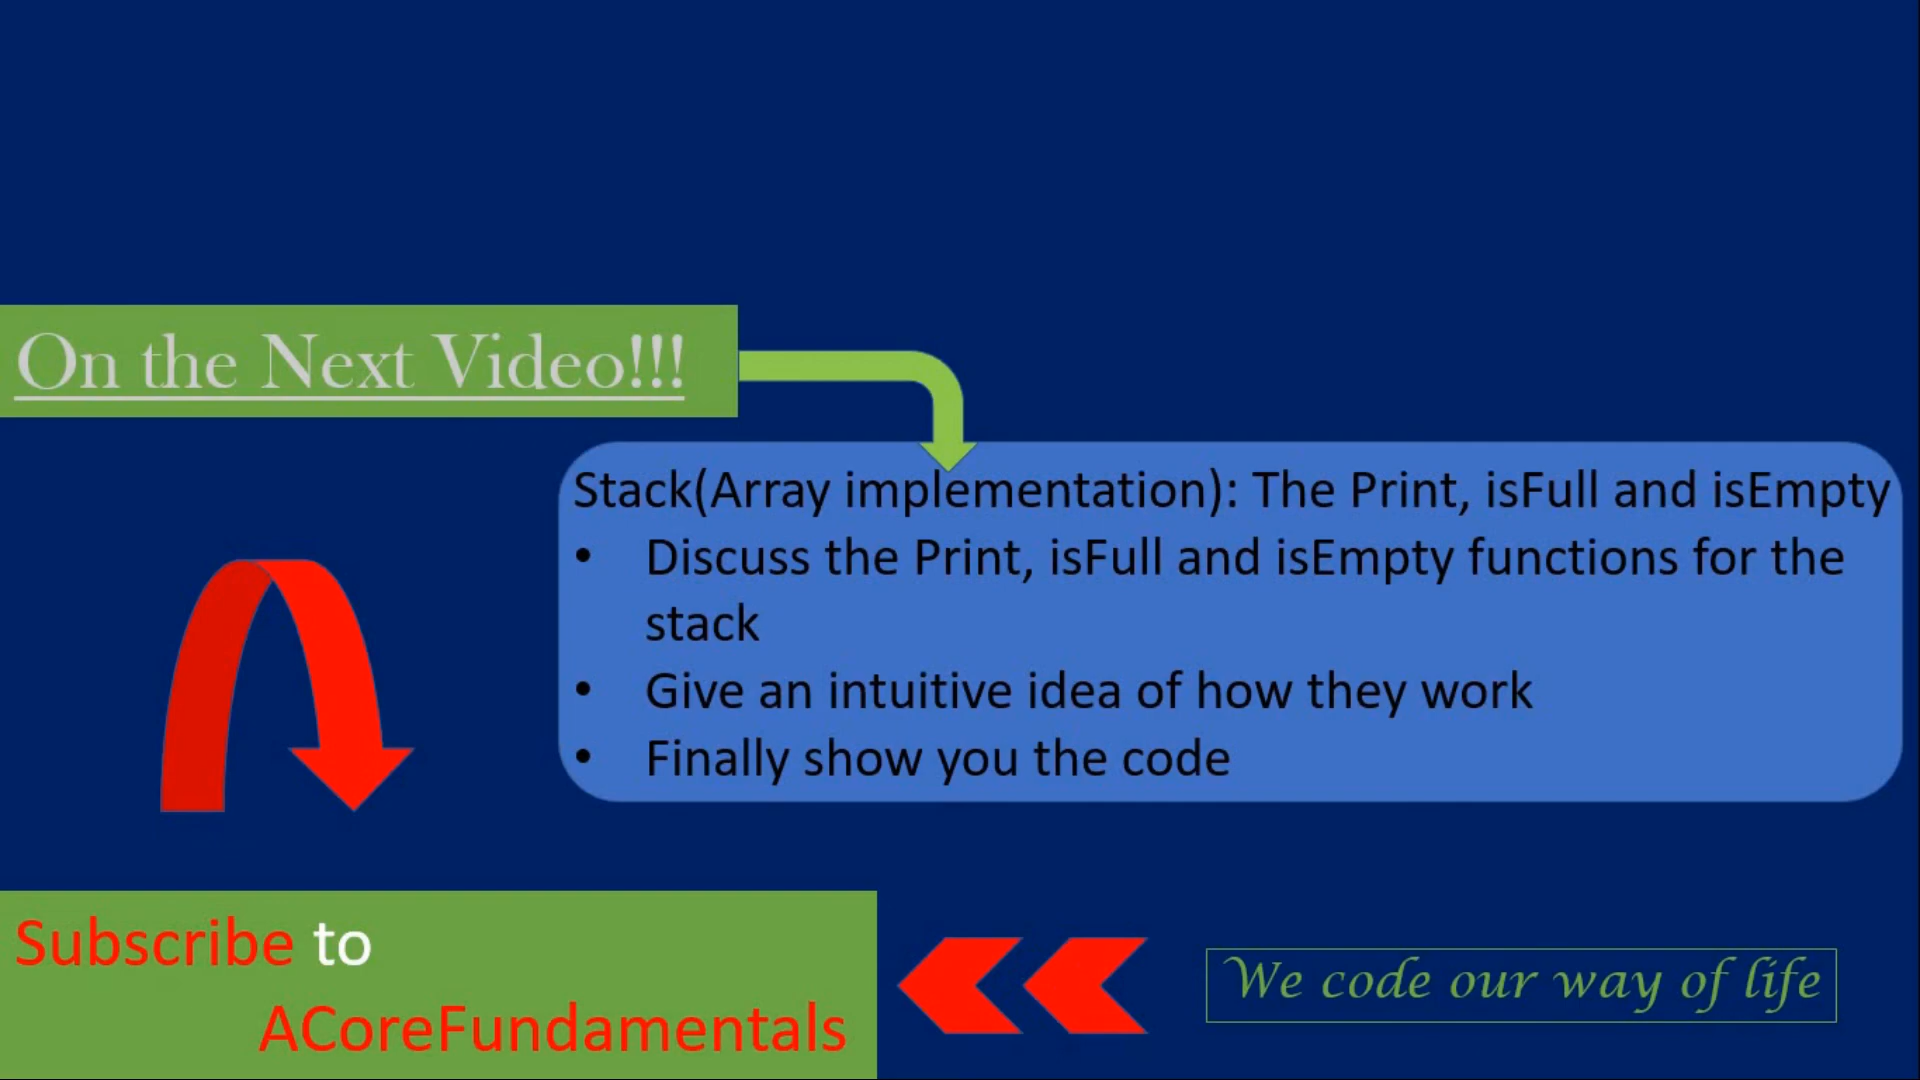 On the Next Video!!!
Stack(Array implementation): The Print, isFull and isEmpty
• Discuss the Print, isFull and isEmpty functions for the
stack
• Give an intuitive idea of how they work
• Finally show you the code
Subscribe to
ACoreFundamentals
We code our way of life